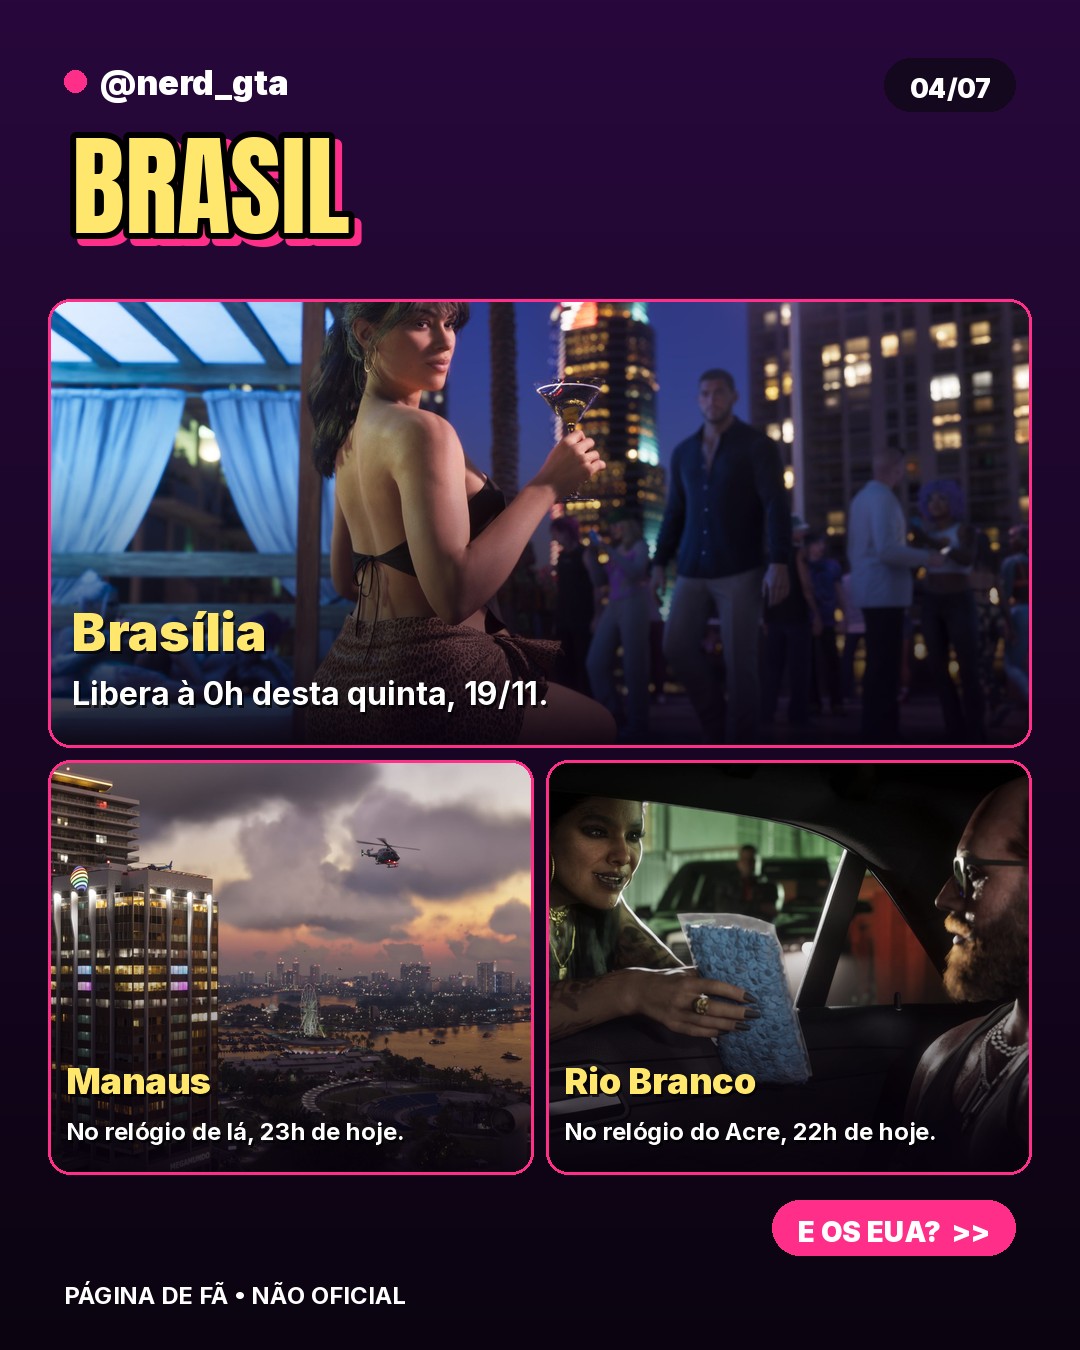 @nerd_gta
04/07
BRASIL
Brasília
Libera à 0h desta quinta, 19/11.
Manaus
No relógio de lá, 23h de hoje.
Rio Branco
No relógio do Acre, 22h de hoje.
E OS EUA? >>
PÁGINA DE FÃ • NÃO OFICIAL